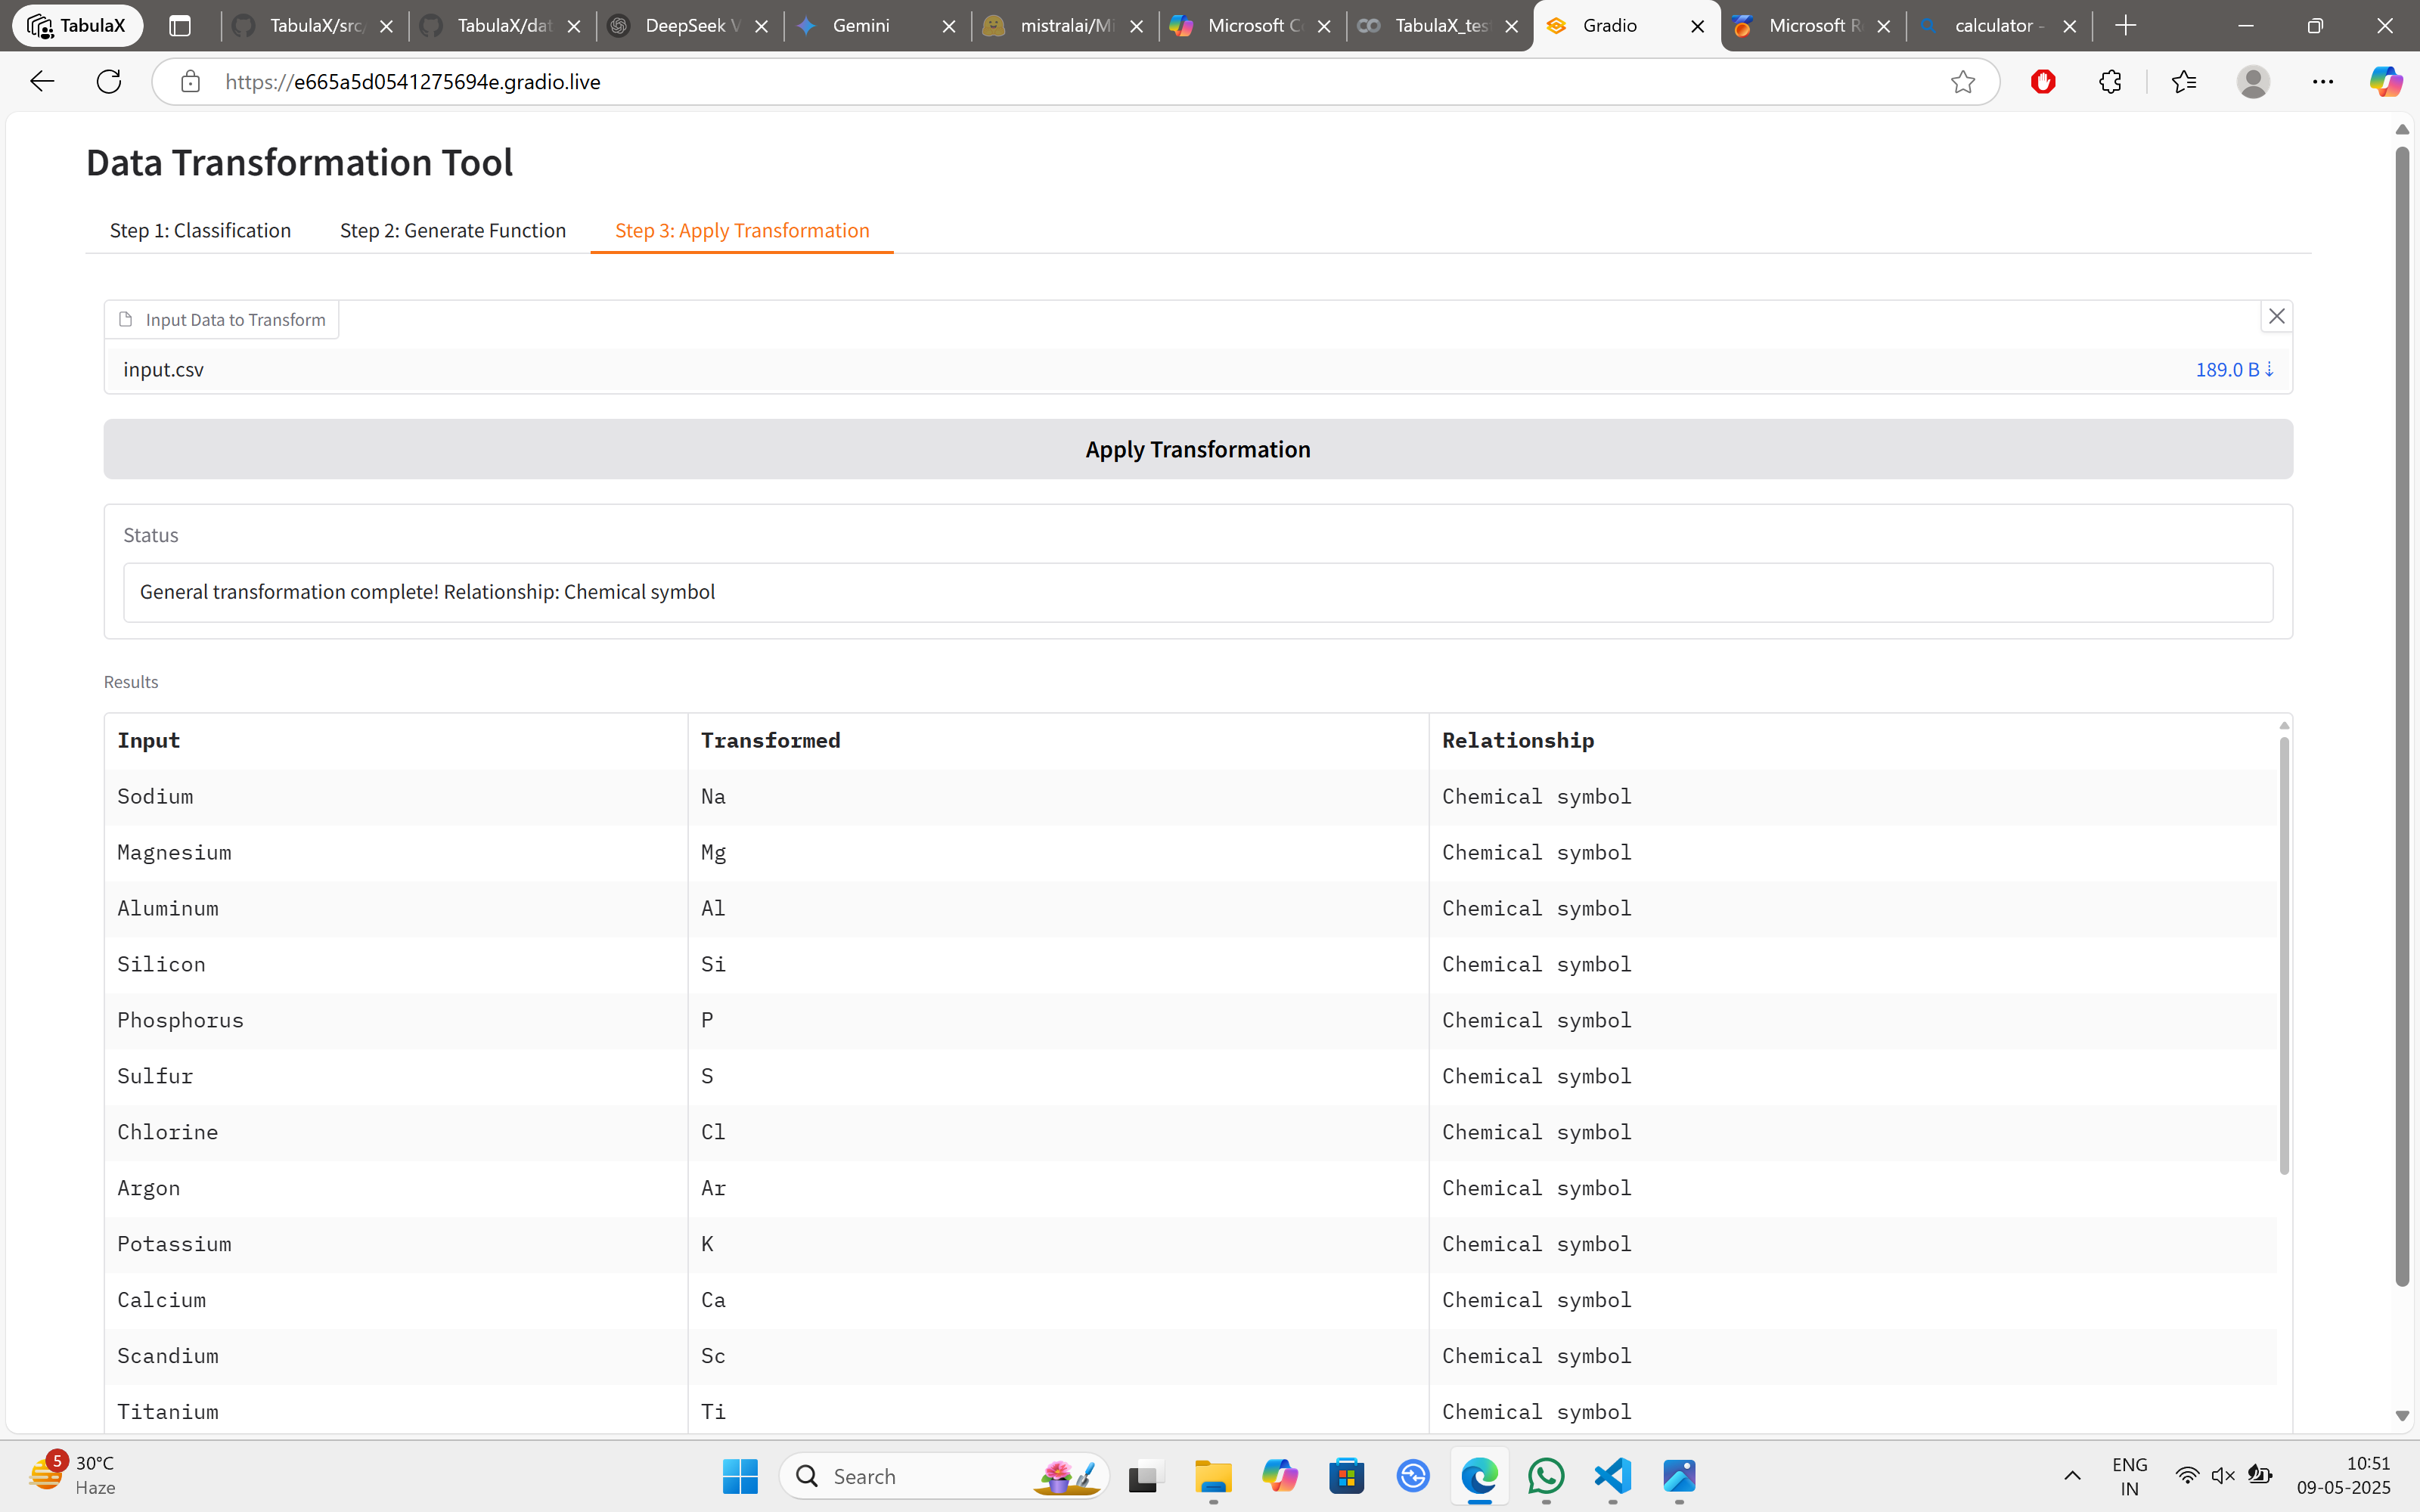 TabulaX TabulaX/src/ TabulaX/dat DeepSeek V Gemini mistralai/Mi Microsoft Co TabulaX_test Gradio Microsoft R calculator -
https://e665a5d0541275694e.gradio.live
Data Transformation Tool
Step 1: Classification Step 2: Generate Function Step 3: Apply Transformation
Input Data to Transform
input.csv 189.0 B ⇣
Apply Transformation
Status
General transformation complete! Relationship: Chemical symbol
Results
Input Transformed Relationship
Sodium Na Chemical symbol
Magnesium Mg Chemical symbol
Aluminum Al Chemical symbol
Silicon Si Chemical symbol
Phosphorus P Chemical symbol
Sulfur S Chemical symbol
Chlorine Cl Chemical symbol
Argon Ar Chemical symbol
Potassium K Chemical symbol
Calcium Ca Chemical symbol
Scandium Sc Chemical symbol
Titanium Ti Chemical symbol
5 30°C
Haze
Search
ENG
IN
10:51
09-05-2025